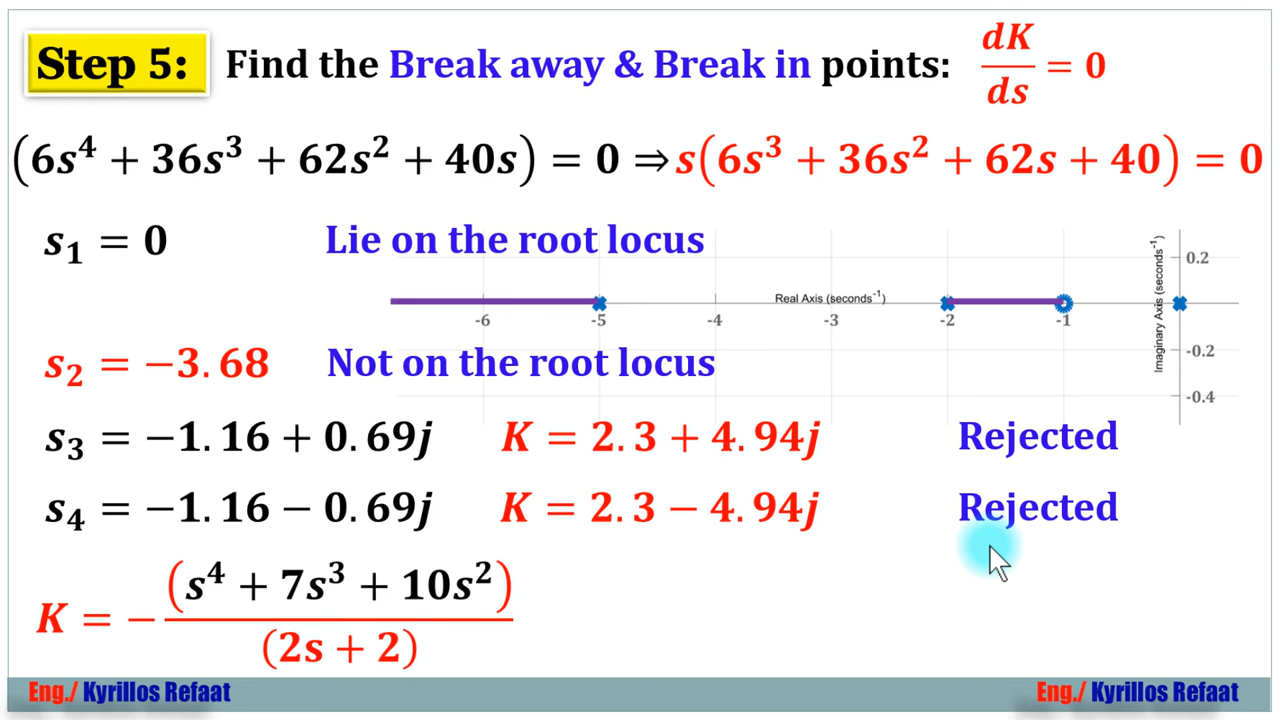 Step 5: Find the Break away & Break in points: dK/ds = 0
(6s⁴ + 36s³ + 62s² + 40s) = 0 ⇒ s(6s³ + 36s² + 62s + 40) = 0
s₁ = 0 Lie on the root locus
0.2
Real Axis (seconds⁻¹)
Imaginary Axis (seconds⁻¹)
-6 -5 -4 -3 -2 -1
-0.2
-0.4
s₂ = −3.68 Not on the root locus
s₃ = −1.16 + 0.69j K = 2.3 + 4.94j Rejected
s₄ = −1.16 − 0.69j K = 2.3 − 4.94j Rejected
K = − (s⁴ + 7s³ + 10s²) / (2s + 2)
Eng./ Kyrillos Refaat Eng./ Kyrillos Refaat